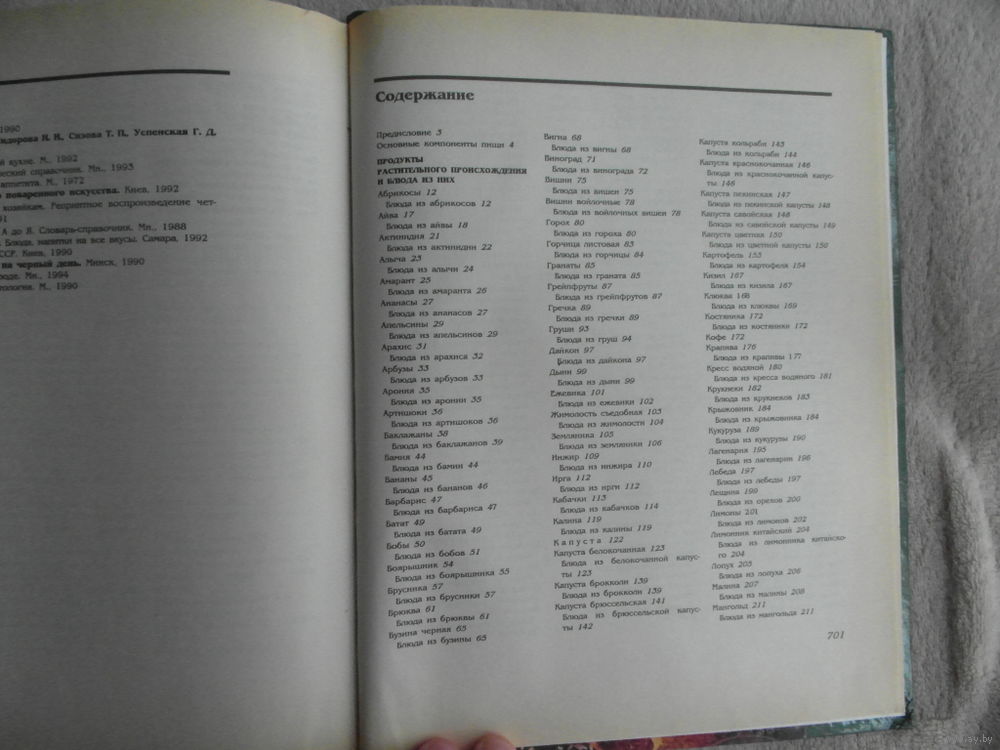 1990
идорова Н. Н., Сизова Т. П., Успенская Г. Д.
й кухне. М., 1992
еский справочник. Мн., 1993
аппетита. М., 1972
о поваренного искусства. Киев, 1992
хозяйкам. Репринтное воспроизведение чет-
91
А до Я. Словарь-справочник. Мн., 1988
Блюда, напитки на все вкусы. Самара, 1992
ССР. Киев, 1990
на черный день. Минск, 1990
роде. Мн., 1994
тология. М., 1990
Содержание
Предисловие 3
Основные компоненты пищи 4
ПРОДУКТЫ
РАСТИТЕЛЬНОГО ПРОИСХОЖДЕНИЯ
И БЛЮДА ИЗ НИХ
Абрикосы 12
Блюда из абрикосов 12
Айва 17
Блюда из айвы 18
Актинидия 21
Блюда из актинидии 22
Алыча 23
Блюда из алычи 24
Амарант 25
Блюда из амаранта 26
Ананасы 27
Блюда из ананасов 27
Апельсины 29
Блюда из апельсинов 29
Арахис 31
Блюда из арахиса 32
Арбузы 33
Блюда из арбузов 33
Арония 35
Блюда из аронии 35
Артишоки 36
Блюда из артишоков 36
Баклажаны 38
Блюда из баклажанов 39
Бамия 44
Блюда из бамии 44
Бананы 45
Блюда из бананов 46
Барбарис 47
Блюда из барбариса 47
Батат 49
Блюда из батата 49
Бобы 50
Блюда из бобов 51
Боярышник 54
Блюда из боярышника 55
Брусника 57
Блюда из брусники 57
Брюква 61
Блюда из брюквы 61
Бузина черная 65
Блюда из бузины 65
Вигна 68
Блюда из вигны 68
Виноград 71
Блюда из винограда 72
Вишни 75
Блюда из вишен 75
Вишни войлочные 78
Блюда из войлочных вишен 78
Горох 80
Блюда из гороха 80
Горчица листовая 83
Блюда из горчицы 84
Гранаты 85
Блюда из граната 85
Грейпфруты 87
Блюда из грейпфрутов 87
Гречка 89
Блюда из гречки 89
Груши 93
Блюда из груш 94
Дайкон 97
Блюда из дайкона 97
Дыни 99
Блюда из дыни 99
Ежевика 101
Блюда из ежевики 102
Жимолость съедобная 103
Блюда из жимолости 104
Земляника 105
Блюда из земляники 106
Инжир 109
Блюда из инжира 110
Ирга 112
Блюда из ирги 112
Кабачки 113
Блюда из кабачков 114
Калина 119
Блюда из калины 119
Капуста 122
Капуста белокочанная 123
Блюда из белокочанной капус-
ты 123
Капуста брокколи 139
Блюда из брокколи 139
Капуста брюссельская 141
Блюда из брюссельской капус-
ты 142
Капуста кольраби 143
Блюда из кольраби 144
Капуста краснокочанная 146
Блюда из краснокочанной капус-
ты 146
Капуста пекинская 147
Блюда из пекинской капусты 148
Капуста савойская 148
Блюда из савойской капусты 149
Капуста цветная 150
Блюда из цветной капусты 150
Картофель 153
Блюда из картофеля 154
Кизил 167
Блюда из кизила 167
Клюква 168
Блюда из клюквы 169
Костяника 172
Блюда из костяники 172
Кофе 172
Крапива 176
Блюда из крапивы 177
Кресс водяной 180
Блюда из кресса водяного 181
Крукнеки 182
Блюда из крукнеков 183
Крыжовник 184
Блюда из крыжовника 184
Кукуруза 189
Блюда из кукурузы 190
Лагенария 195
Блюда из лагенарии 196
Лебеда 197
Блюда из лебеды 197
Лещина 199
Блюда из орехов 200
Лимоны 201
Блюда из лимонов 202
Лимонник китайский 204
Блюда из лимонника китайско-
го 204
Лопух 205
Блюда из лопуха 206
Малина 207
Блюда из малины 208
Мангольд 211
Блюда из мангольда 211
701